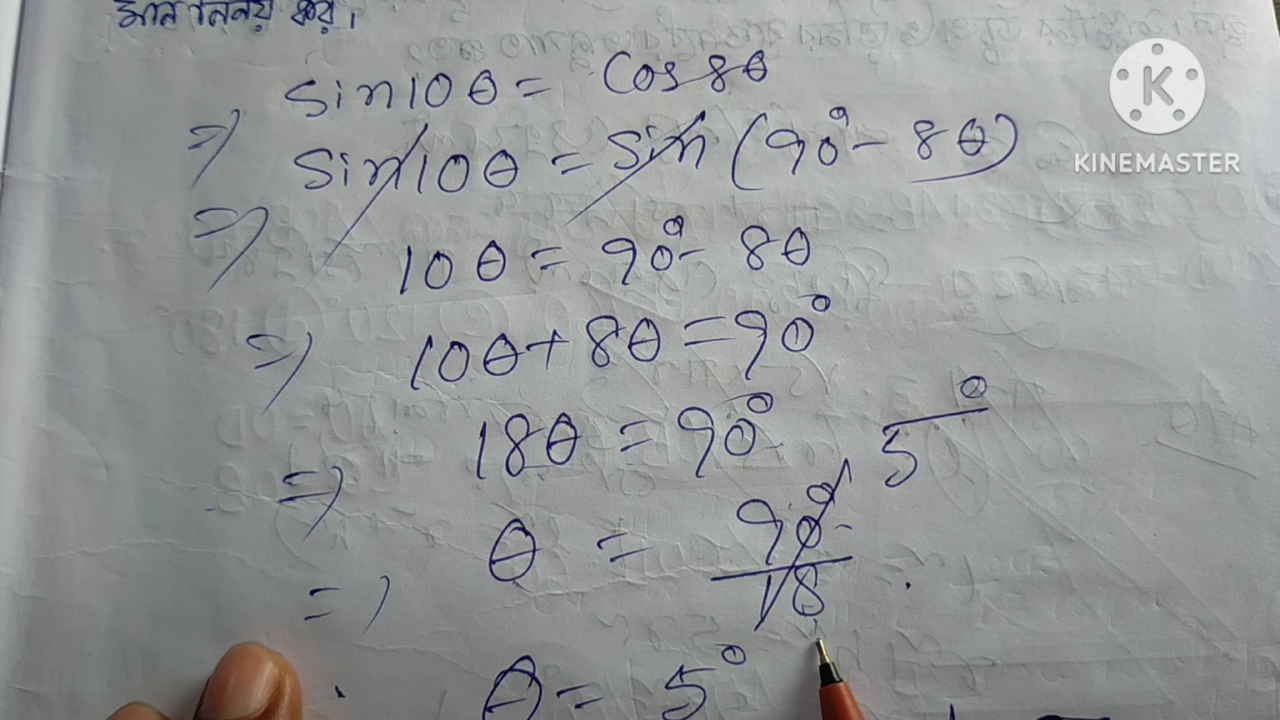 মান নির্নয় কর।
sin10θ = cos8θ
⇒ sin10θ = sin (90° - 8θ)
⇒ 10θ = 90° - 8θ
⇒ 10θ + 8θ = 90°
⇒ 18θ = 90°
5°
⇒ θ = 90°/18
θ = 5°
KINEMASTER